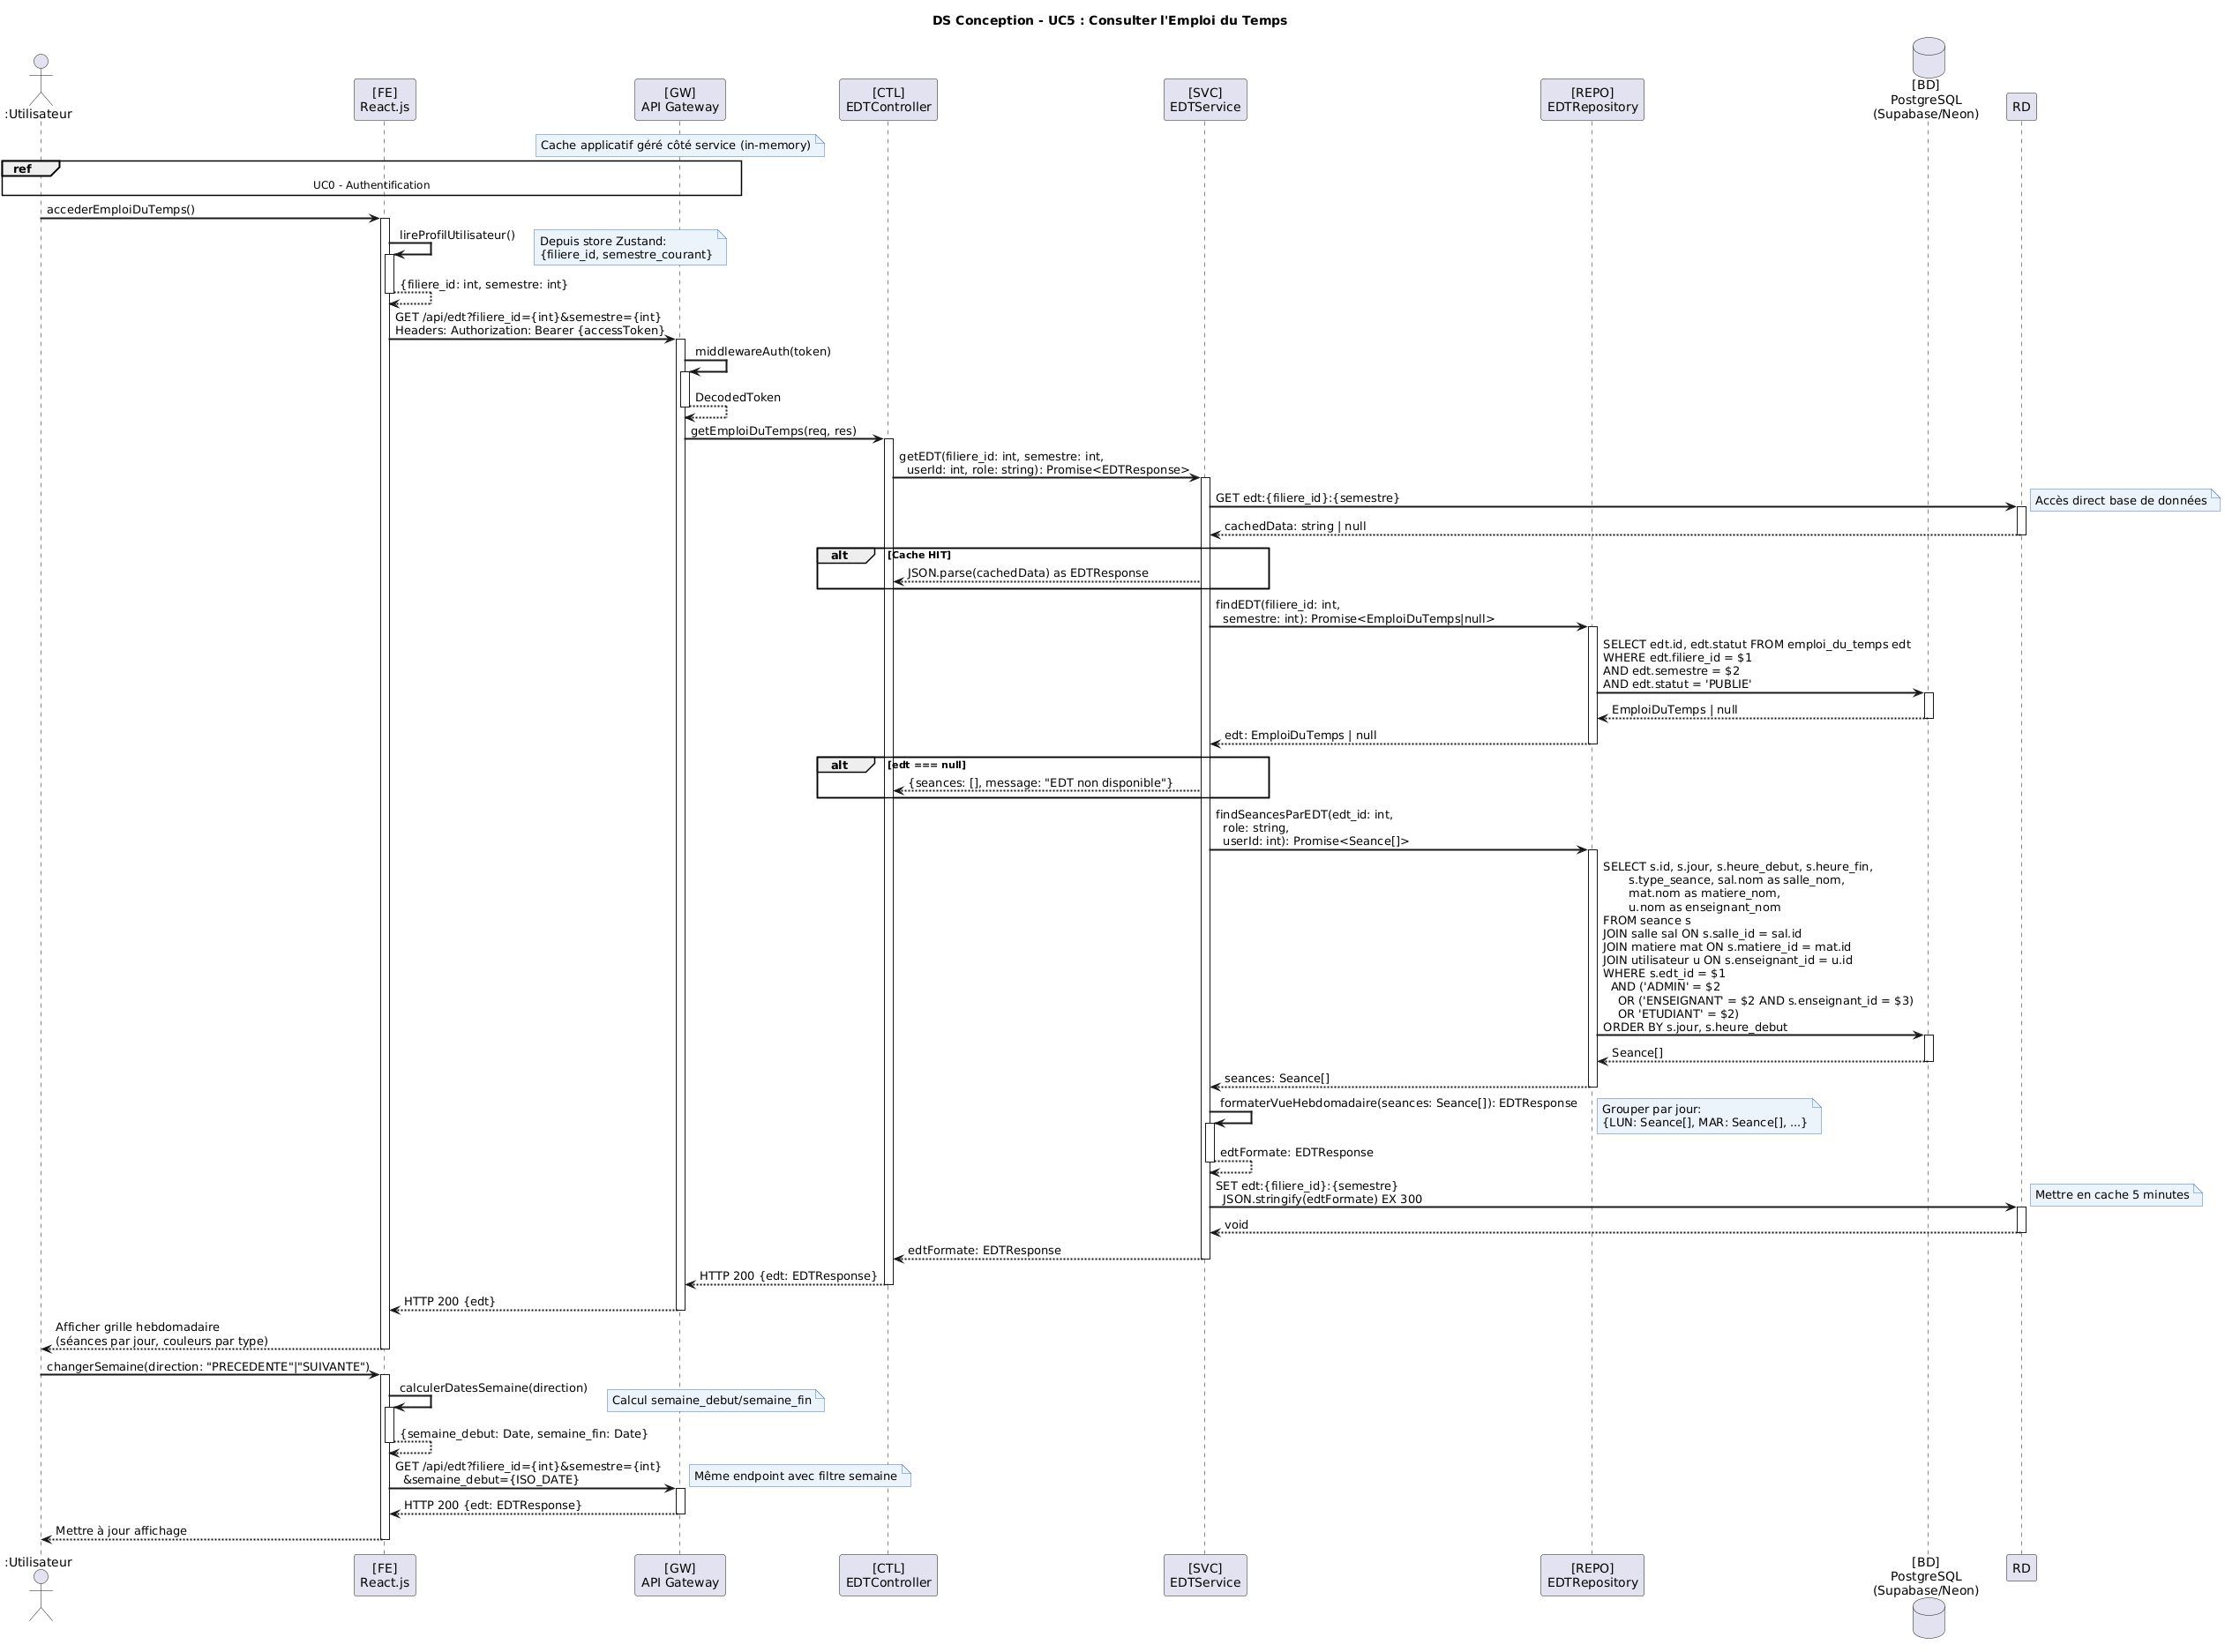 DS Conception - UC5 : Consulter l'Emploi du Temps
:Utilisateur
[FE]
React.js
[GW]
API Gateway
[CTL]
EDTController
[SVC]
EDTService
[REPO]
EDTRepository
[BD]
PostgreSQL
(Supabase/Neon)
RD
Cache applicatif géré côté service (in-memory)
ref
UC0 - Authentification
accederEmploiDuTemps()
lireProfilUtilisateur()
Depuis store Zustand:
{filiere_id, semestre_courant}
{filiere_id: int, semestre: int}
GET /api/edt?filiere_id={int}&semestre={int}
Headers: Authorization: Bearer {accessToken}
middlewareAuth(token)
DecodedToken
getEmploiDuTemps(req, res)
getEDT(filiere_id: int, semestre: int,
userId: int, role: string): Promise<EDTResponse>
GET edt:{filiere_id}:{semestre}
Accès direct base de données
cachedData: string | null
alt
[Cache HIT]
JSON.parse(cachedData) as EDTResponse
findEDT(filiere_id: int,
semestre: int): Promise<EmploiDuTemps|null>
SELECT edt.id, edt.statut FROM emploi_du_temps edt
WHERE edt.filiere_id = $1
AND edt.semestre = $2
AND edt.statut = 'PUBLIE'
EmploiDuTemps | null
edt: EmploiDuTemps | null
alt
[edt === null]
{seances: [], message: "EDT non disponible"}
findSeancesParEDT(edt_id: int,
role: string,
userId: int): Promise<Seance[]>
SELECT s.id, s.jour, s.heure_debut, s.heure_fin,
s.type_seance, sal.nom as salle_nom,
mat.nom as matiere_nom,
u.nom as enseignant_nom
FROM seance s
JOIN salle sal ON s.salle_id = sal.id
JOIN matiere mat ON s.matiere_id = mat.id
JOIN utilisateur u ON s.enseignant_id = u.id
WHERE s.edt_id = $1
AND ('ADMIN' = $2
OR ('ENSEIGNANT' = $2 AND s.enseignant_id = $3)
OR 'ETUDIANT' = $2)
ORDER BY s.jour, s.heure_debut
Seance[]
seances: Seance[]
formaterVueHebdomadaire(seances: Seance[]): EDTResponse
Grouper par jour:
{LUN: Seance[], MAR: Seance[], ...}
edtFormate: EDTResponse
SET edt:{filiere_id}:{semestre}
JSON.stringify(edtFormate) EX 300
Mettre en cache 5 minutes
void
edtFormate: EDTResponse
HTTP 200 {edt: EDTResponse}
HTTP 200 {edt}
Afficher grille hebdomadaire
(séances par jour, couleurs par type)
changerSemaine(direction: "PRECEDENTE"|"SUIVANTE")
calculerDatesSemaine(direction)
Calcul semaine_debut/semaine_fin
{semaine_debut: Date, semaine_fin: Date}
GET /api/edt?filiere_id={int}&semestre={int}
&semaine_debut={ISO_DATE}
Même endpoint avec filtre semaine
HTTP 200 {edt: EDTResponse}
Mettre à jour affichage
:Utilisateur
[FE]
React.js
[GW]
API Gateway
[CTL]
EDTController
[SVC]
EDTService
[REPO]
EDTRepository
[BD]
PostgreSQL
(Supabase/Neon)
RD